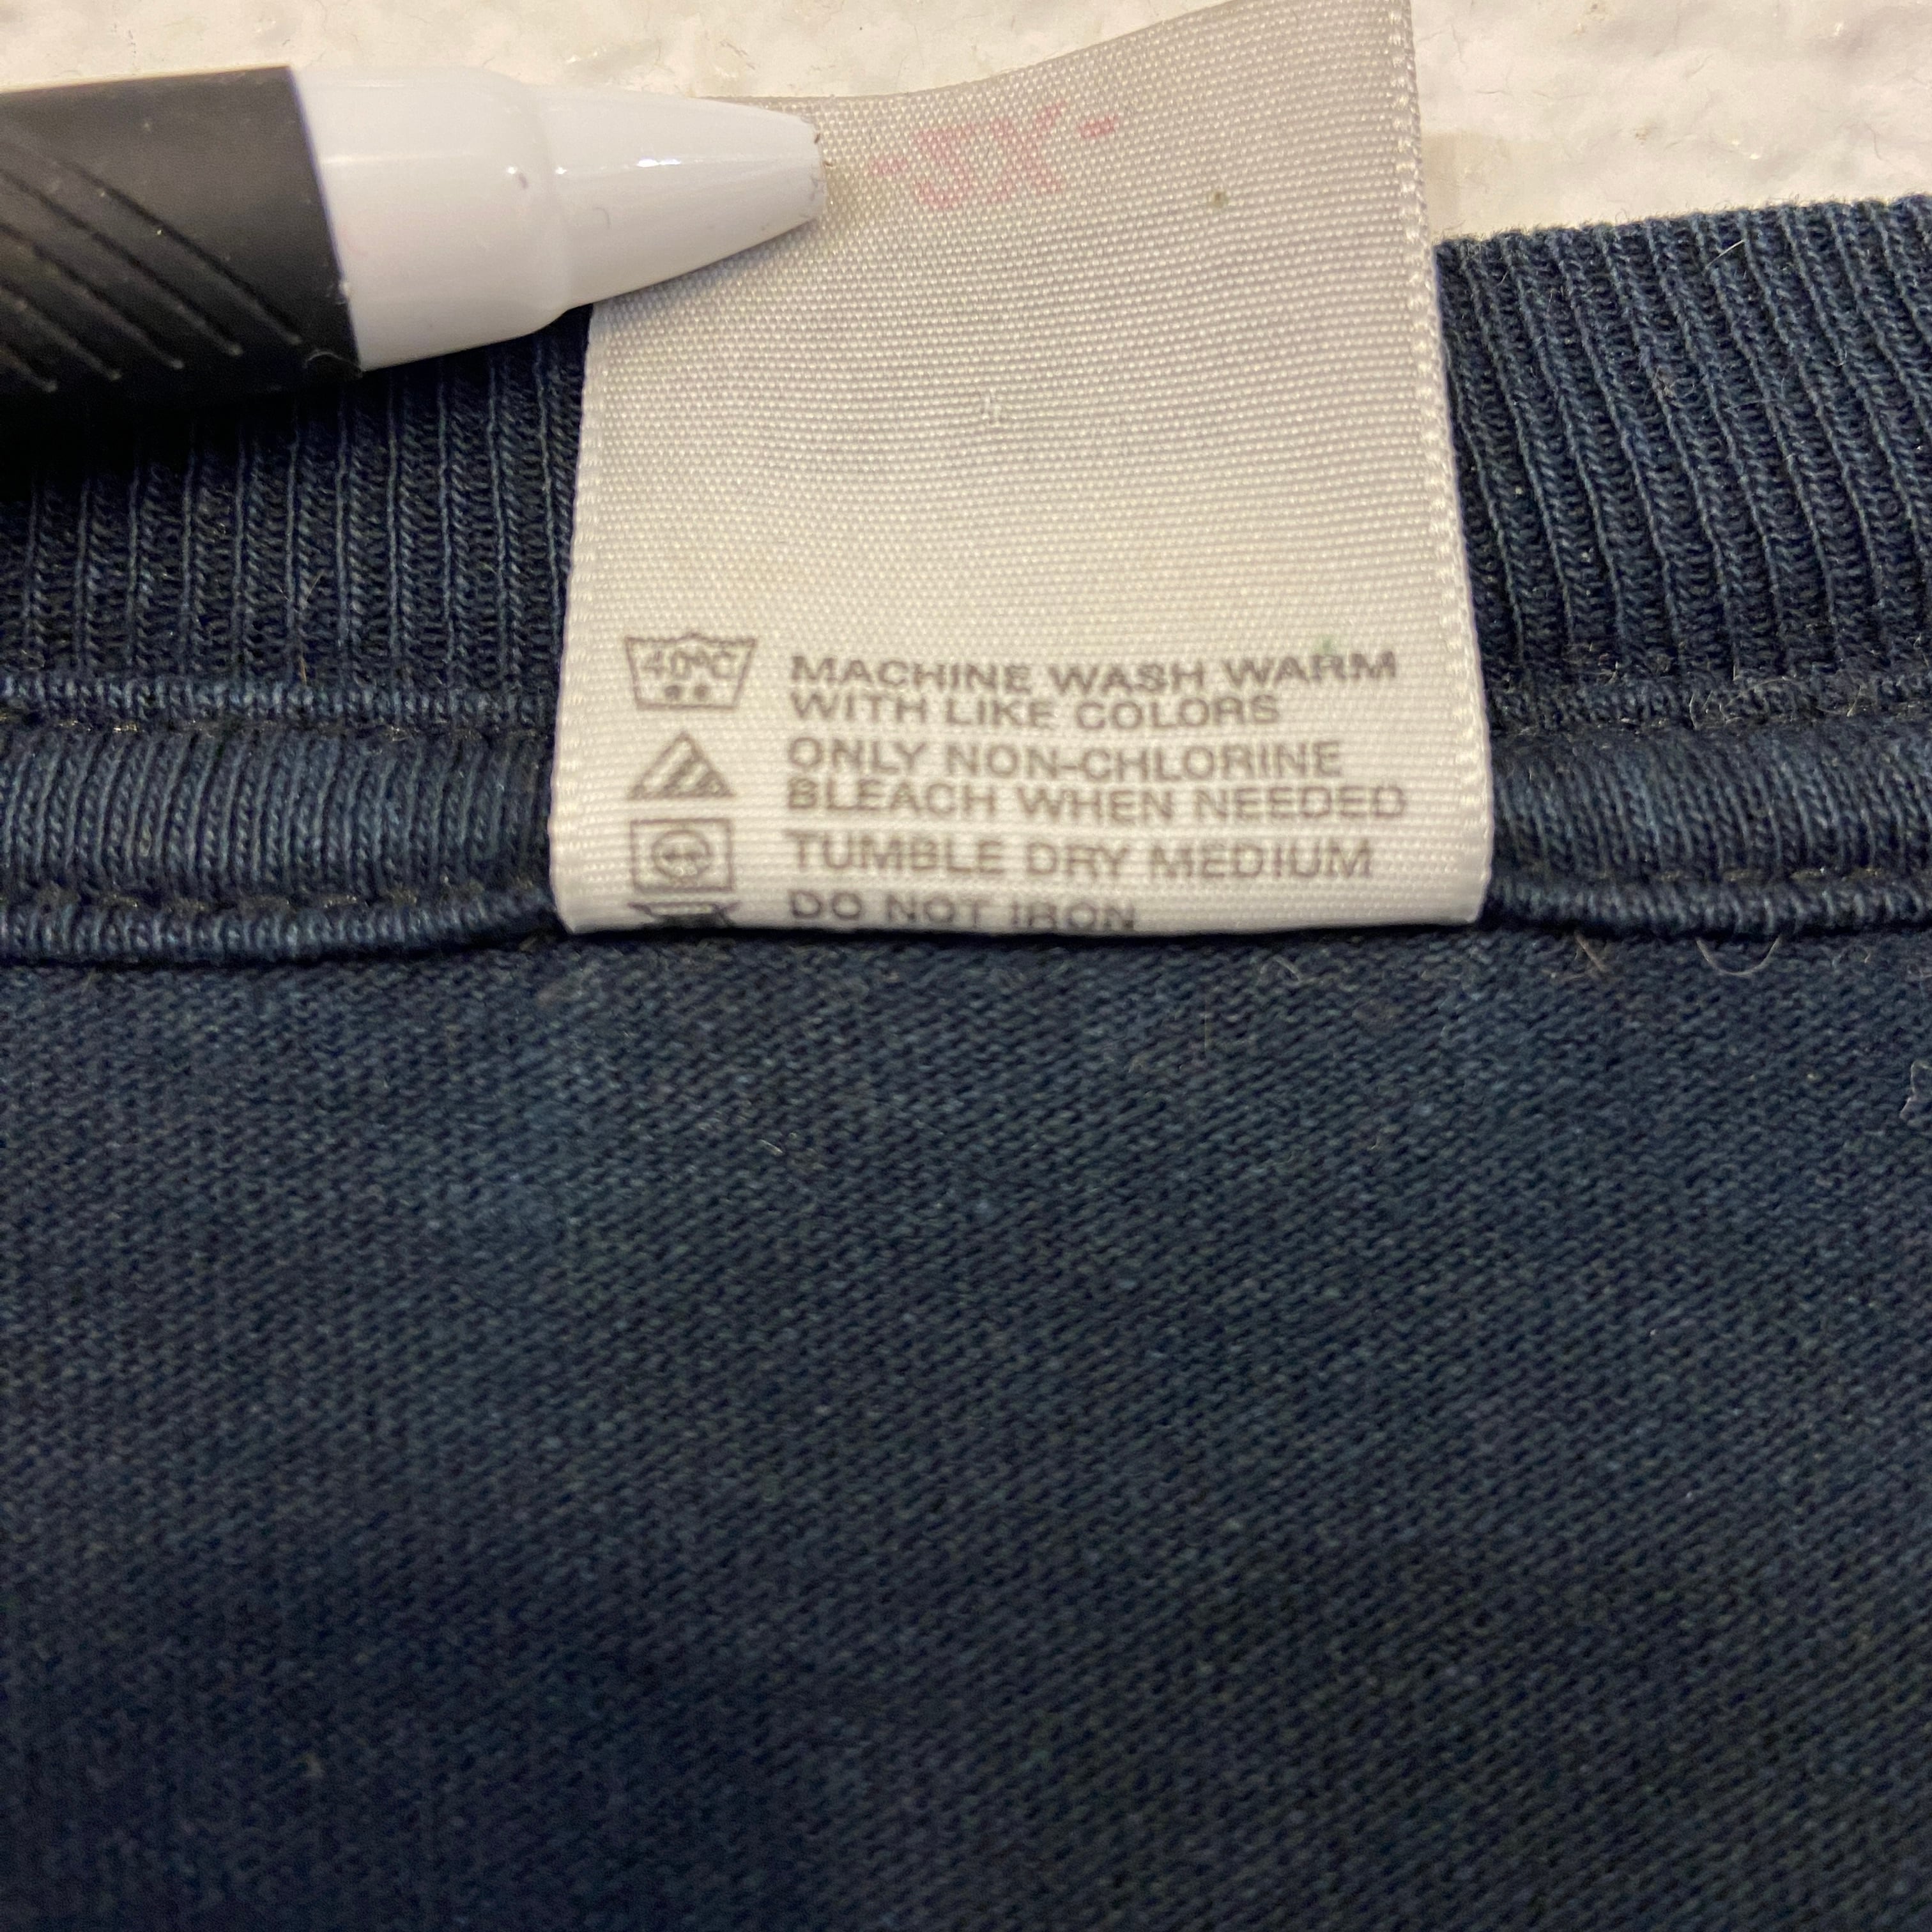 -JX-
40°C
MACHINE WASH WARM
WITH LIKE COLORS
ONLY NON-CHLORINE
BLEACH WHEN NEEDED
TUMBLE DRY MEDIUM
DO NOT IRON